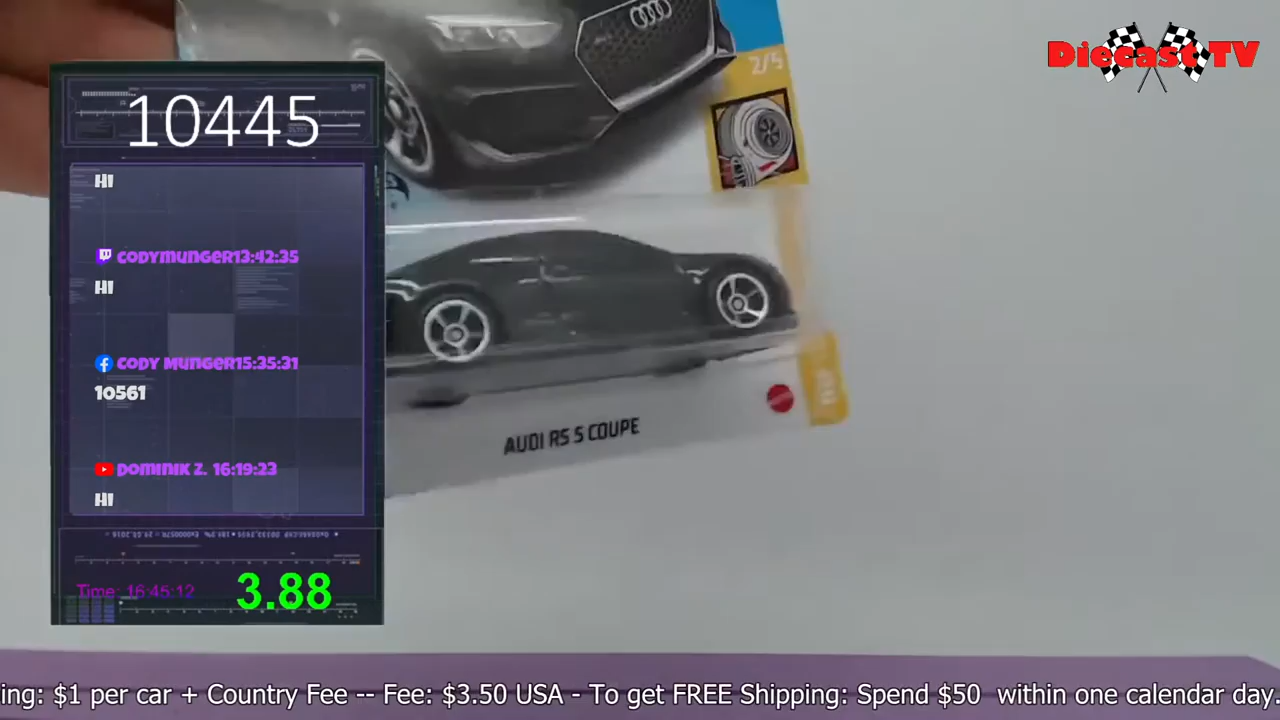 Diecast TV
2/5
10445
HI
CODYMUNGER13:42:35
HI
CODY MUNGER15:35:31
10561
DOMINIK Z. 16:19:23
HI
AUDI RS 5 COUPE
Time: 16:45:12
3.88
ing: $1 per car + Country Fee -- Fee: $3.50 USA - To get FREE Shipping: Spend $50 within one calendar day.